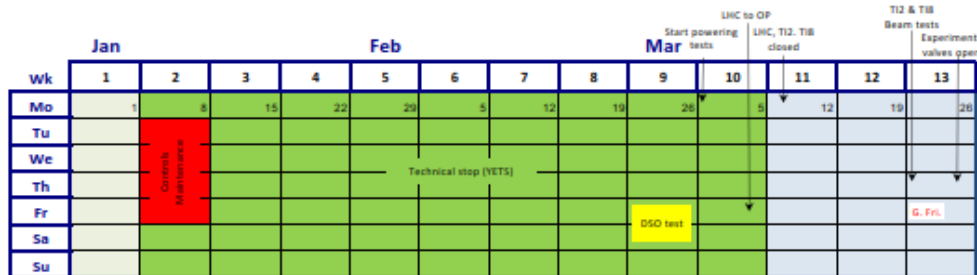 TI2 & TI8
LHC to OP
Beam tests
Start powering
tests
LHC, TI2. TI8
closed
Experiment
valves open
Jan
Feb
Mar
Wk 1 2 3 4 5 6 7 8 9 10 11 12 13
Mo 1 8 15 22 29 5 12 19 26 5 12 19 26
Tu
We
Th
Fr
Sa
Su
Controls
Maintenance
Technical stop (YETS)
DSO test
G. Fri.